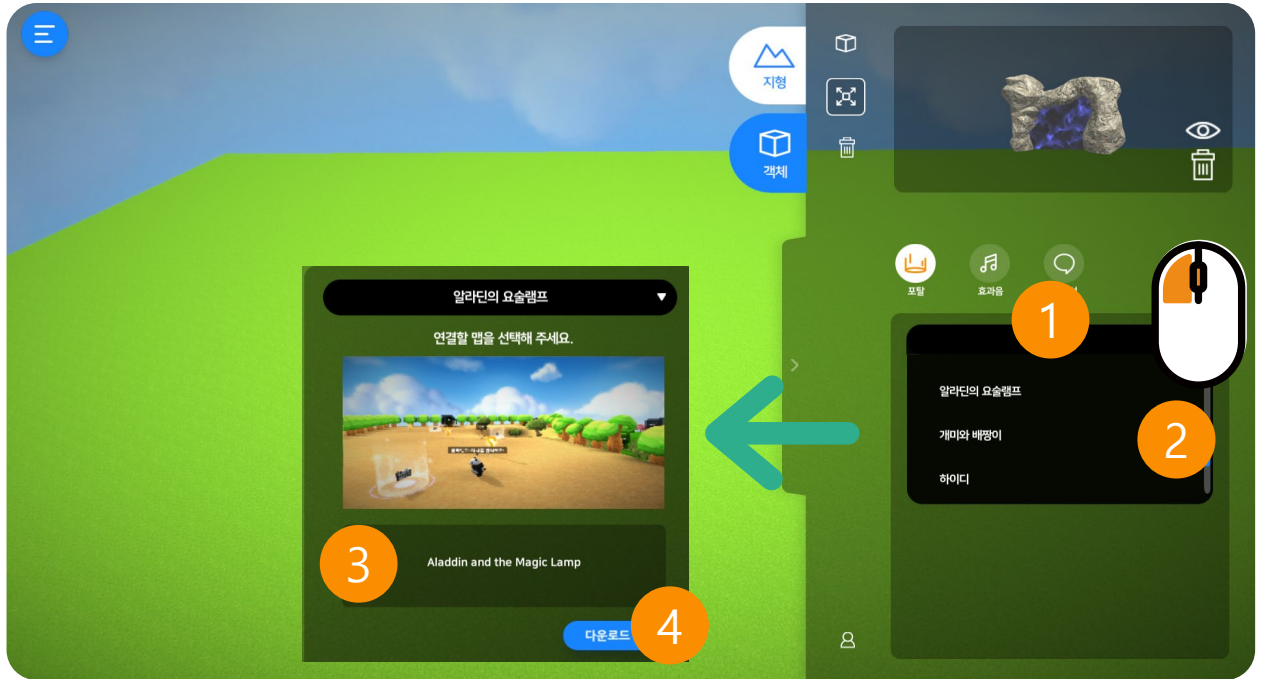 지형
객체
포탈
효과음
1
알라딘의 요술램프
개미와 배짱이
하이디
2
알라딘의 요술램프
연결할 맵을 선택해 주세요.
3
Aladdin and the Magic Lamp
다운로드
4